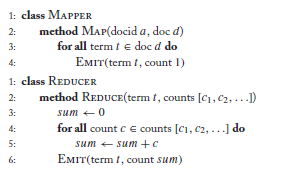 1: class Mapper
2: method Map(docid a, doc d)
3: for all term t ∈ doc d do
4: Emit(term t, count 1)
1: class Reducer
2: method Reduce(term t, counts [c1, c2, . . .])
3: sum ← 0
4: for all count c ∈ counts [c1, c2, . . .] do
5: sum ← sum + c
6: Emit(term t, count sum)